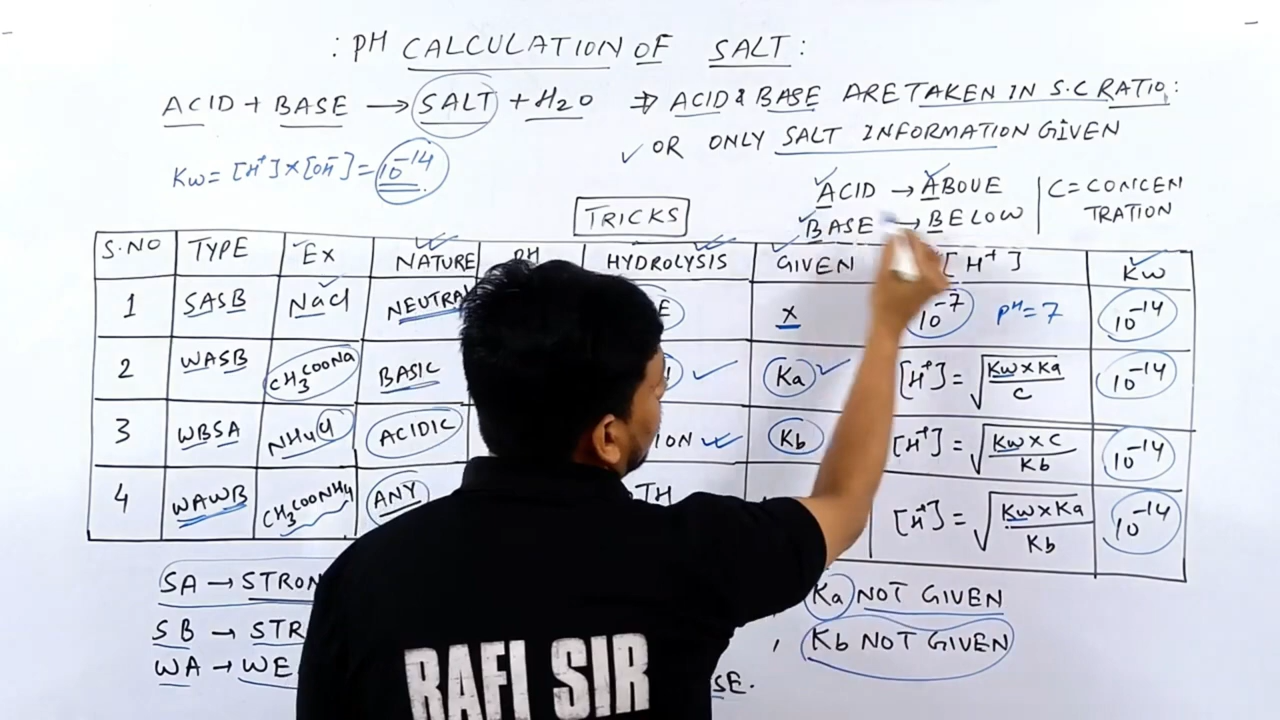 : PH CALCULATION OF SALT :
ACID + BASE → SALT + H2O ⇒ ACID & BASE ARE TAKEN IN S.C RATIO :
✓ OR ONLY SALT INFORMATION GIVEN
Kw = [H+] x [OH-] = 10-14
ACID → ABOVE
BASE → BELOW
C = CONCEN
TRATION
TRICKS
S.NO TYPE EX NATURE PH HYDROLYSIS GIVEN [H+] Kw
1 SASB NaCl NEUTRAL E x 10-7 PH = 7 10-14
2 WASB CH3COONa BASIC Ka [H+] = √Kw x Ka / C 10-14
3 WBSA NH4Cl ACIDIC ION Kb [H+] = √Kw x C / Kb 10-14
4 WAWB CH3COONH4 ANY TH [H+] = √Kw x Ka / Kb 10-14
SA → STRON
SB → STR
WA → WE
Ka NOT GIVEN
, Kb NOT GIVEN
SE.
RAFI SIR